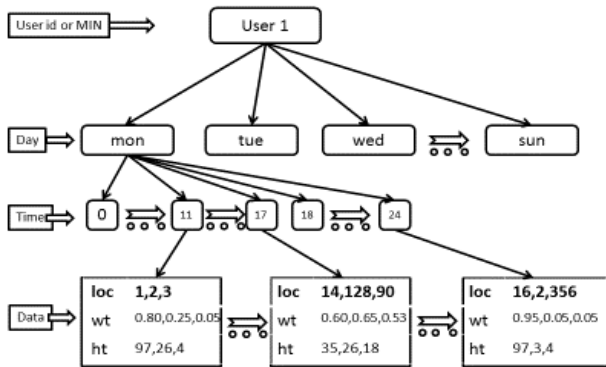 User id or MIN
User 1
Day
mon
tue
wed
sun
Time
0
11
17
18
24
Data
loc 1,2,3
wt 0.80,0.25,0.05
ht 97,26,4
loc 14,128,90
wt 0.60,0.65,0.53
ht 35,26,18
loc 16,2,356
wt 0.95,0.05,0.05
ht 97,3,4